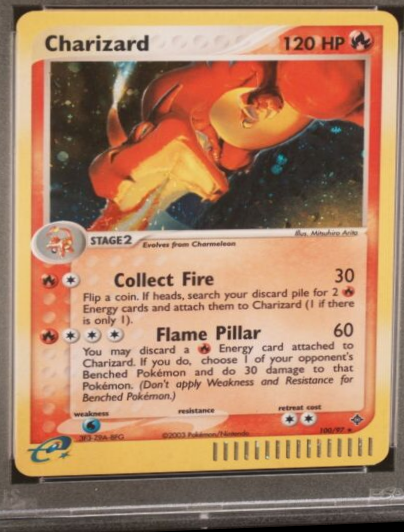 Charizard 120 HP
Illus. Mitsuhiro Arita
STAGE2 Evolves from Charmeleon
Collect Fire 30
Flip a coin. If heads, search your discard pile for 2
Energy cards and attach them to Charizard (1 if there
is only 1).
Flame Pillar 60
You may discard a Energy card attached to
Charizard. If you do, choose 1 of your opponent's
Benched Pokémon and do 30 damage to that
Pokémon. (Don't apply Weakness and Resistance for
Benched Pokémon.)
weakness resistance retreat cost
©2003 Pokémon/Nintendo 100/97
e